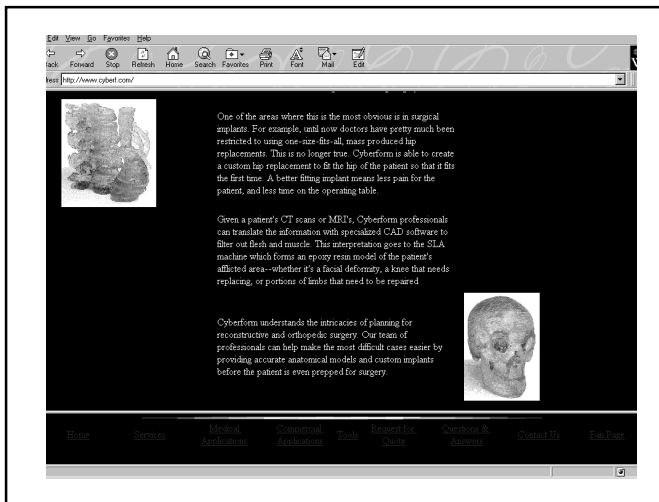 Edit View Go Favorites Help
Forward Stop Refresh Home Search Favorites Print Font Mail Edit
http://www.cyberf.com/
One of the areas where this is the most obvious is in surgical
implants. For example, until now doctors have pretty much been
restricted to using one-size-fits-all, mass produced hip
replacements. This is no longer true. Cyberform is able to create
a custom hip replacement to fit the hip of the patient so that it fits
the first time. A better fitting implant means less pain for the
patient, and less time on the operating table.
Given a patient's CT scans or MRI's, Cyberform professionals
can translate the information with specialized CAD software to
filter out flesh and muscle. This interpretation goes to the SLA
machine which forms an epoxy resin model of the patient's
afflicted area--whether it's a facial deformity, a knee that needs
replacing, or portions of limbs that need to be repaired
Cyberform understands the intricacies of planning for
reconstructive and orthopedic surgery. Our team of
professionals can help make the most difficult cases easier by
providing accurate anatomical models and custom implants
before the patient is even prepped for surgery.
Home Services Medical Applications Commercial Applications Tools Request for Quote Questions & Answers Contact Us Fun Page